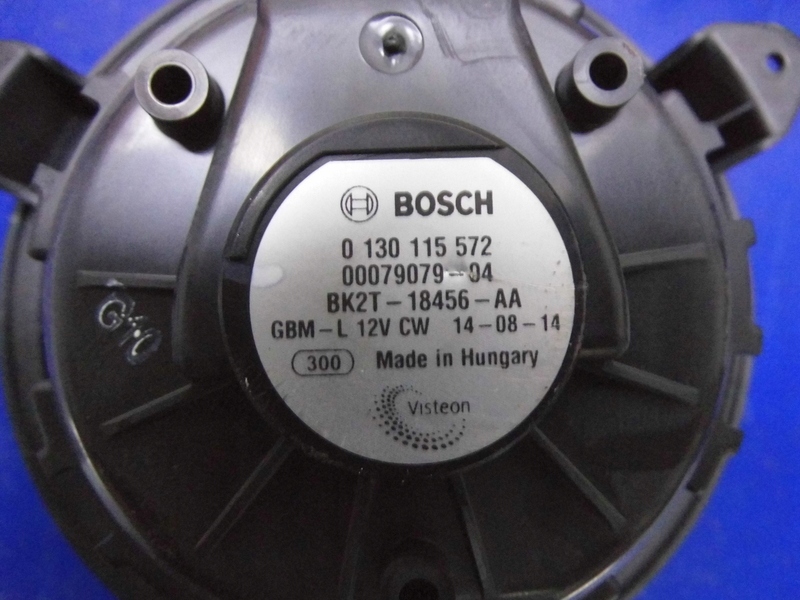 BOSCH
0 130 115 572
00079079-04
BK2T-18456-AA
GBM-L 12V CW 14-08-14
300 Made in Hungary
Visteon